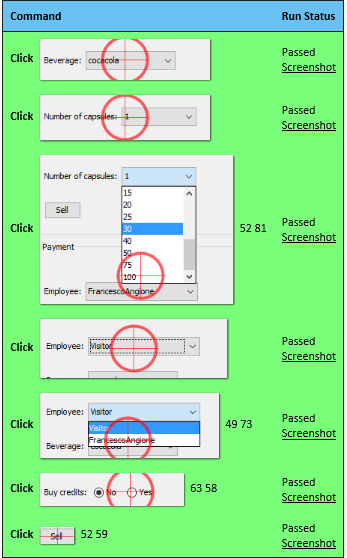 Command Run Status
Click Beverage: cocacola Passed
Screenshot
Click Number of capsules: 1 Passed
Screenshot
Number of capsules: 1
15
20
Sell 25
Click 30 52 81 Passed
40 Screenshot
Payment 50
75
100
Employee: FrancescoAngione
Click Employee: Visitor Passed
Screenshot
Employee: Visitor
Click Visitor 49 73 Passed
FrancescoAngione Screenshot
Beverage: cocacola
Click Buy credits: No Yes 63 58 Passed
Screenshot
Click Sell 52 59 Passed
Screenshot